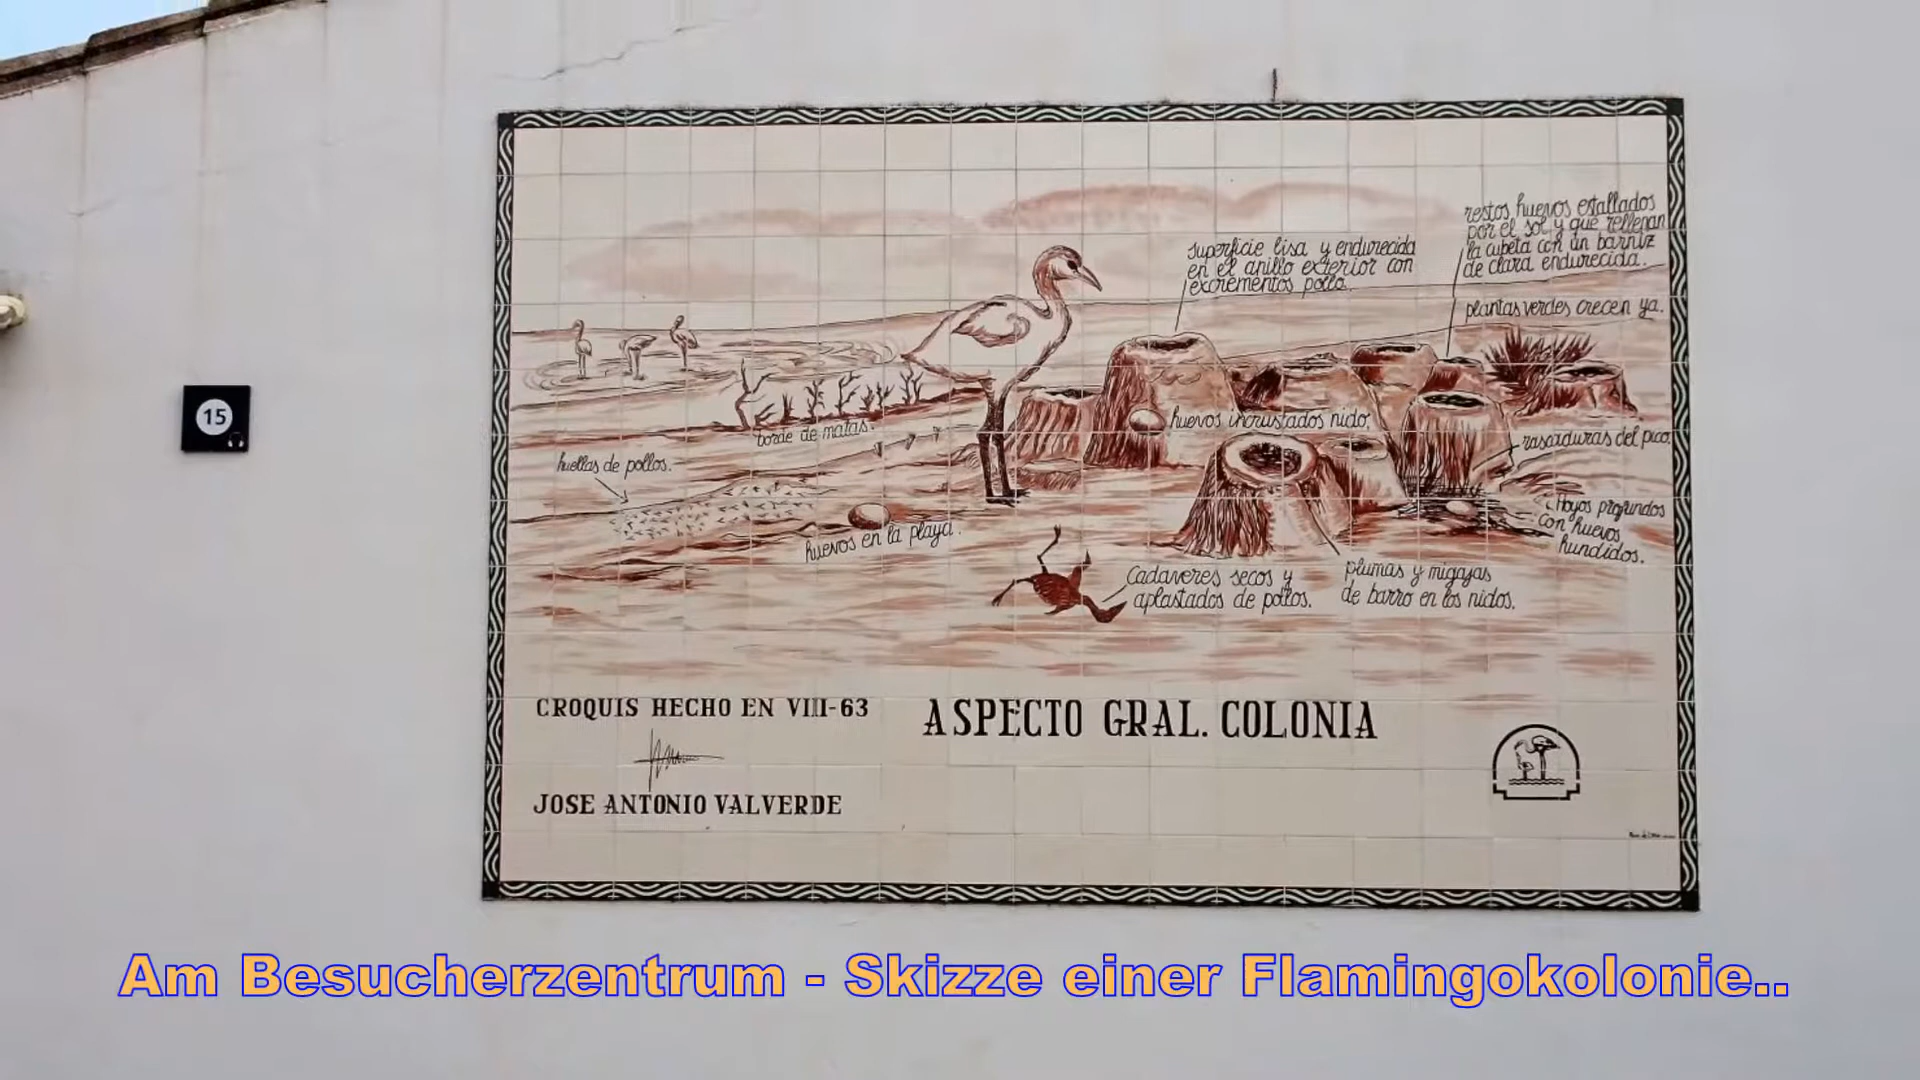 restos huevos estallados
por el sol y que rellenan
la cubeta con un barniz
de clara endurecida.
superficie lisa y endurecida
en el anillo exterior con
excrementos pollo.
plantas verdes crecen ya.
huevos incrustados nido.
borde de matas.
rasgaduras del pico.
huellas de pollos.
Hoyos profundos
con huevos
hundidos.
huevos en la playa.
Cadaveres secos y
aplastados de pollos.
plumas y migajas
de barro en los nidos.
15
CROQUIS HECHO EN VIII-63
ASPECTO GRAL. COLONIA
JOSE ANTONIO VALVERDE
Am Besucherzentrum - Skizze einer Flamingokolonie..